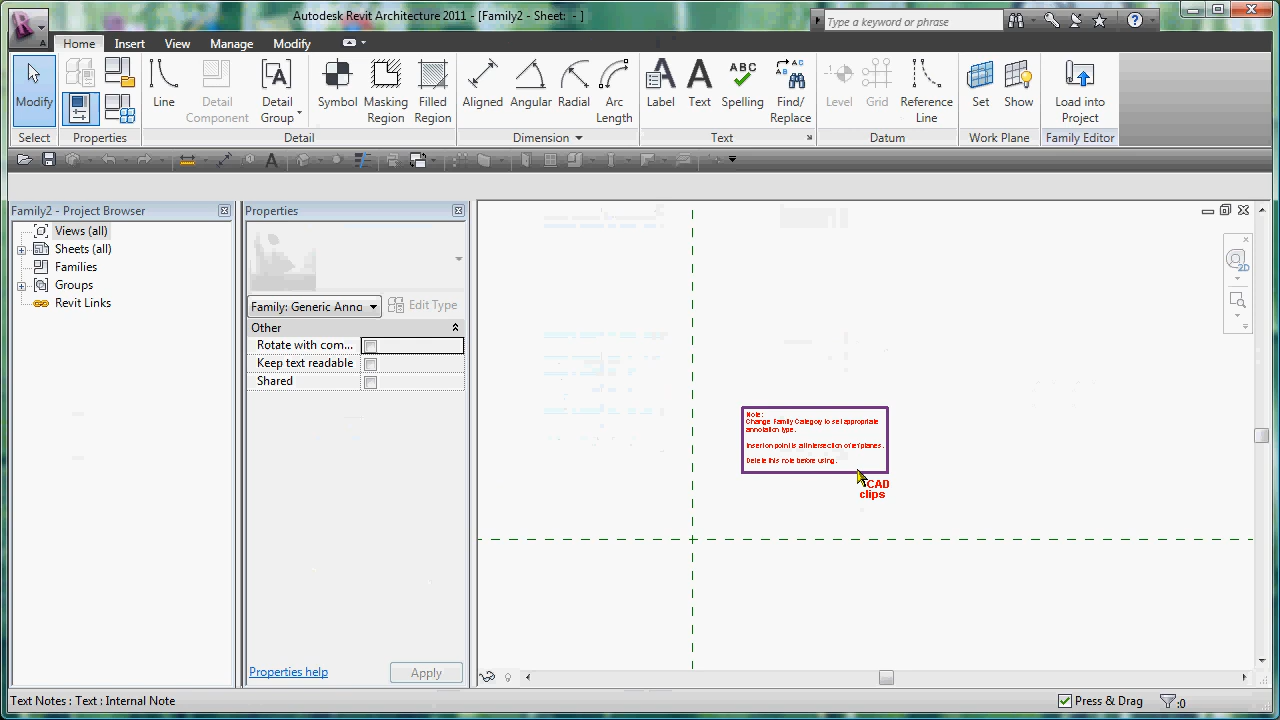 Autodesk Revit Architecture 2011 - [Family2 - Sheet: - ]
Type a keyword or phrase
Home Insert View Manage Modify
Modify
Line
Detail Component
Detail Group
Symbol
Masking Region
Filled Region
Aligned
Angular
Radial
Arc Length
Label
Text
Spelling
Find/ Replace
Level
Grid
Reference Line
Set
Show
Load into Project
Select Properties Detail Dimension Text Datum Work Plane Family Editor
Family2 - Project Browser
Views (all)
Sheets (all)
Families
Groups
Revit Links
Properties
Family: Generic Anno
Edit Type
Other
Rotate with com...
Keep text readable
Shared
Properties help
Apply
2D
Note:
Change Family Category to set appropriate
annotation type.
Insertion point is at intersection of ref planes.
Delete this note before using.
CAD
clips
Text Notes : Text : Internal Note
Press & Drag
:0